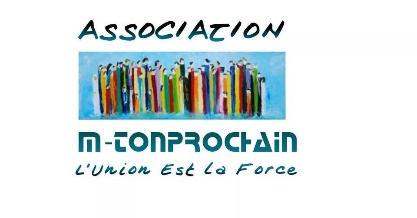 ASSOCIATION
M-TONPROCHAIN
L'Union Est la Force